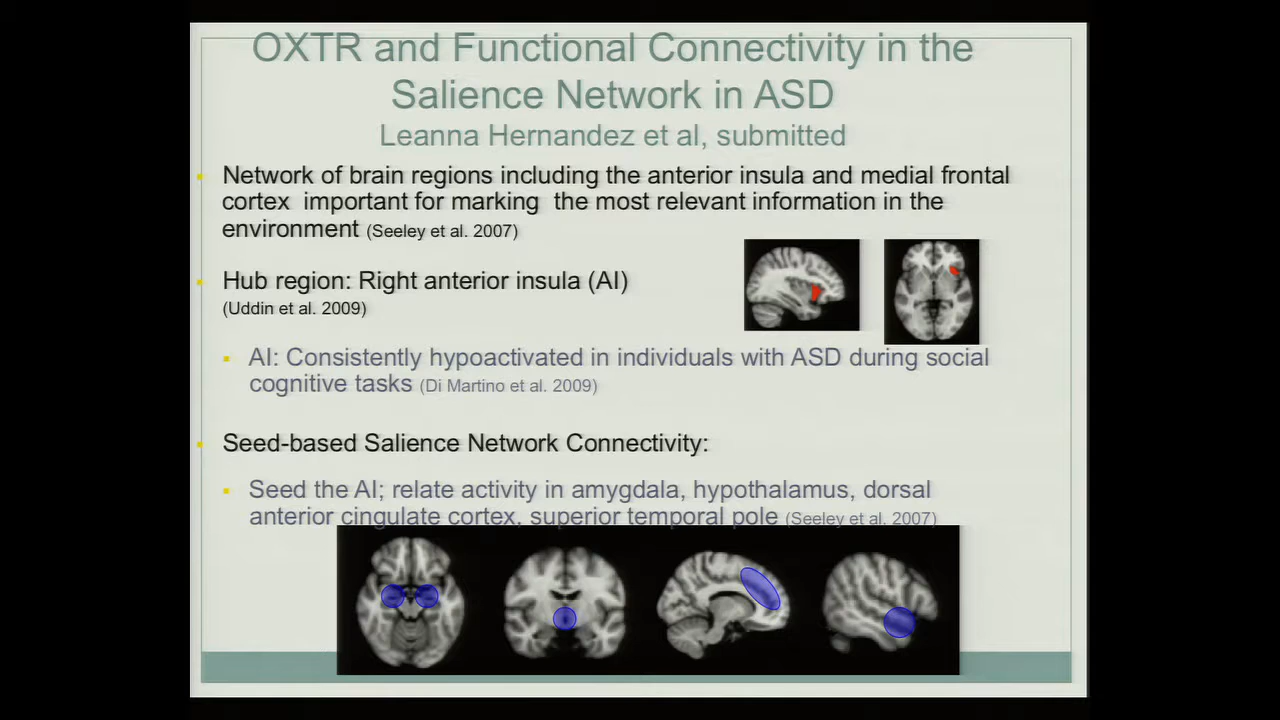 OXTR and Functional Connectivity in the
Salience Network in ASD
Leanna Hernandez et al, submitted
Network of brain regions including the anterior insula and medial frontal
cortex important for marking the most relevant information in the
environment (Seeley et al. 2007)
Hub region: Right anterior insula (AI)
(Uddin et al. 2009)
AI: Consistently hypoactivated in individuals with ASD during social
cognitive tasks (Di Martino et al. 2009)
Seed-based Salience Network Connectivity:
Seed the AI; relate activity in amygdala, hypothalamus, dorsal
anterior cingulate cortex, superior temporal pole (Seeley et al. 2007)